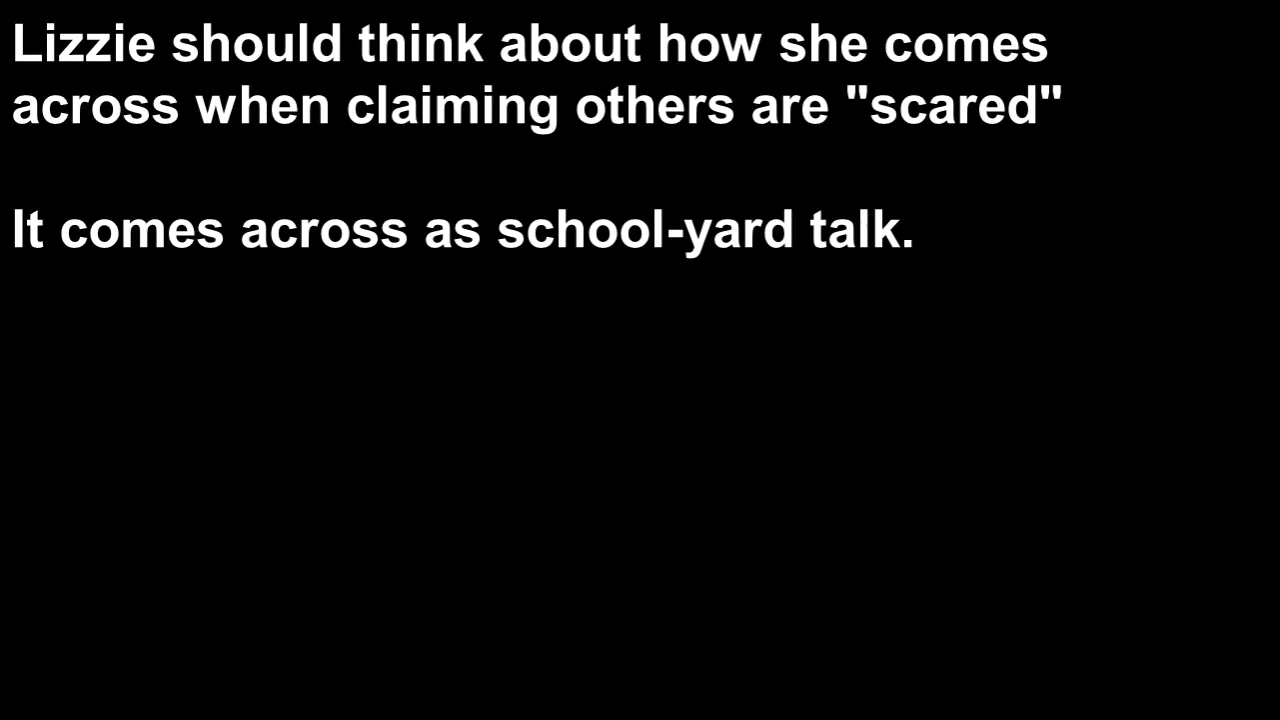 Lizzie should think about how she comes
across when claiming others are "scared"
It comes across as school-yard talk.